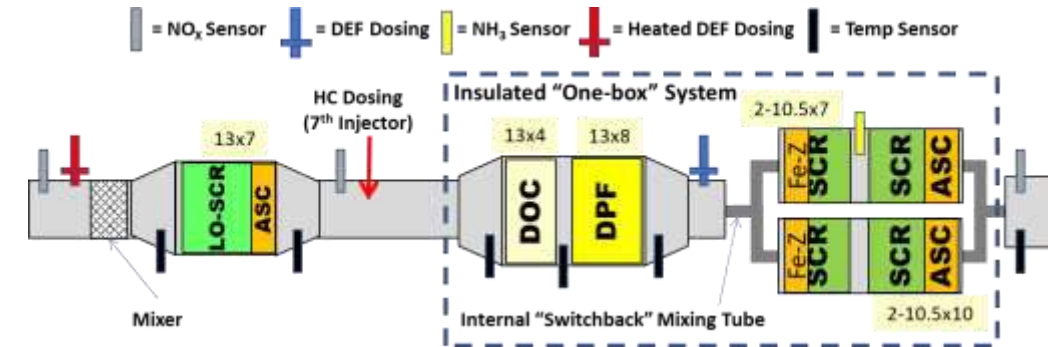 = NOX Sensor
= DEF Dosing
= NH3 Sensor
= Heated DEF Dosing
= Temp Sensor
HC Dosing
(7th Injector)
Insulated “One-box” System
2-10.5x7
13x7
13x4
13x8
LO-SCR
ASC
DOC
DPF
Fe-Z
SCR
SCR
ASC
Fe-Z
SCR
SCR
ASC
Mixer
Internal “Switchback” Mixing Tube
2-10.5x10